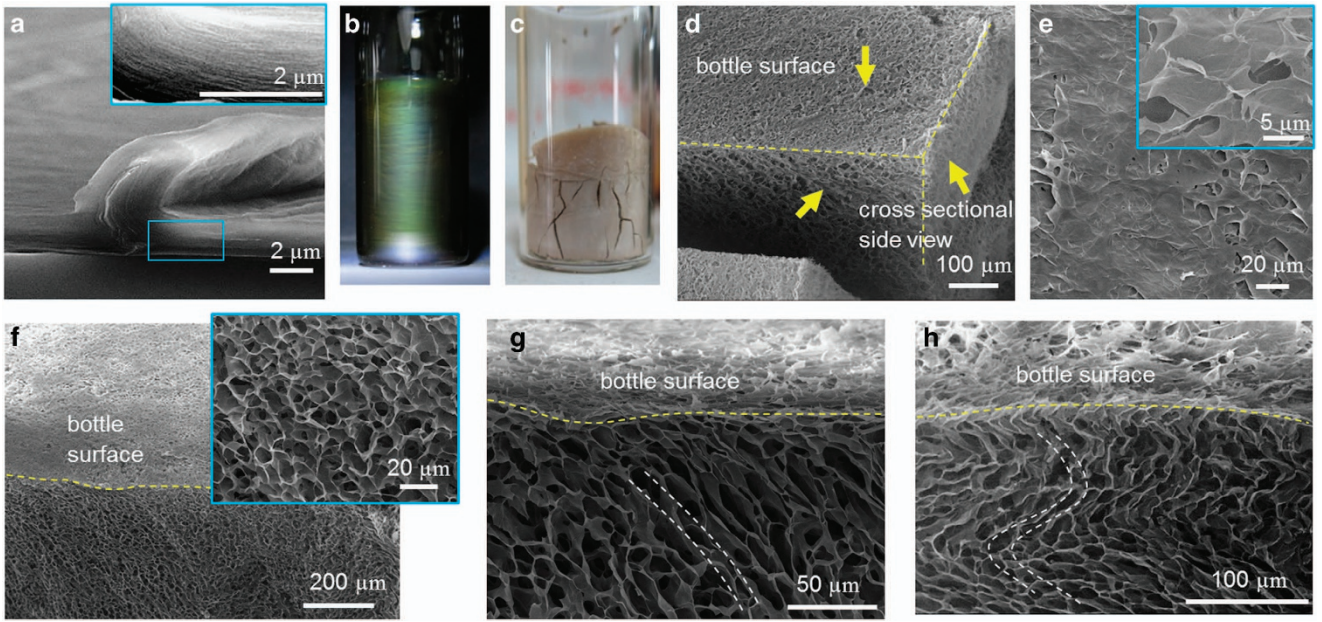 a
2 µm
2 µm
b
c
d
bottle surface
cross sectional
side view
100 µm
e
5 µm
20 µm
f
bottle
surface
20 µm
200 µm
g
bottle surface
50 µm
h
bottle surface
100 µm